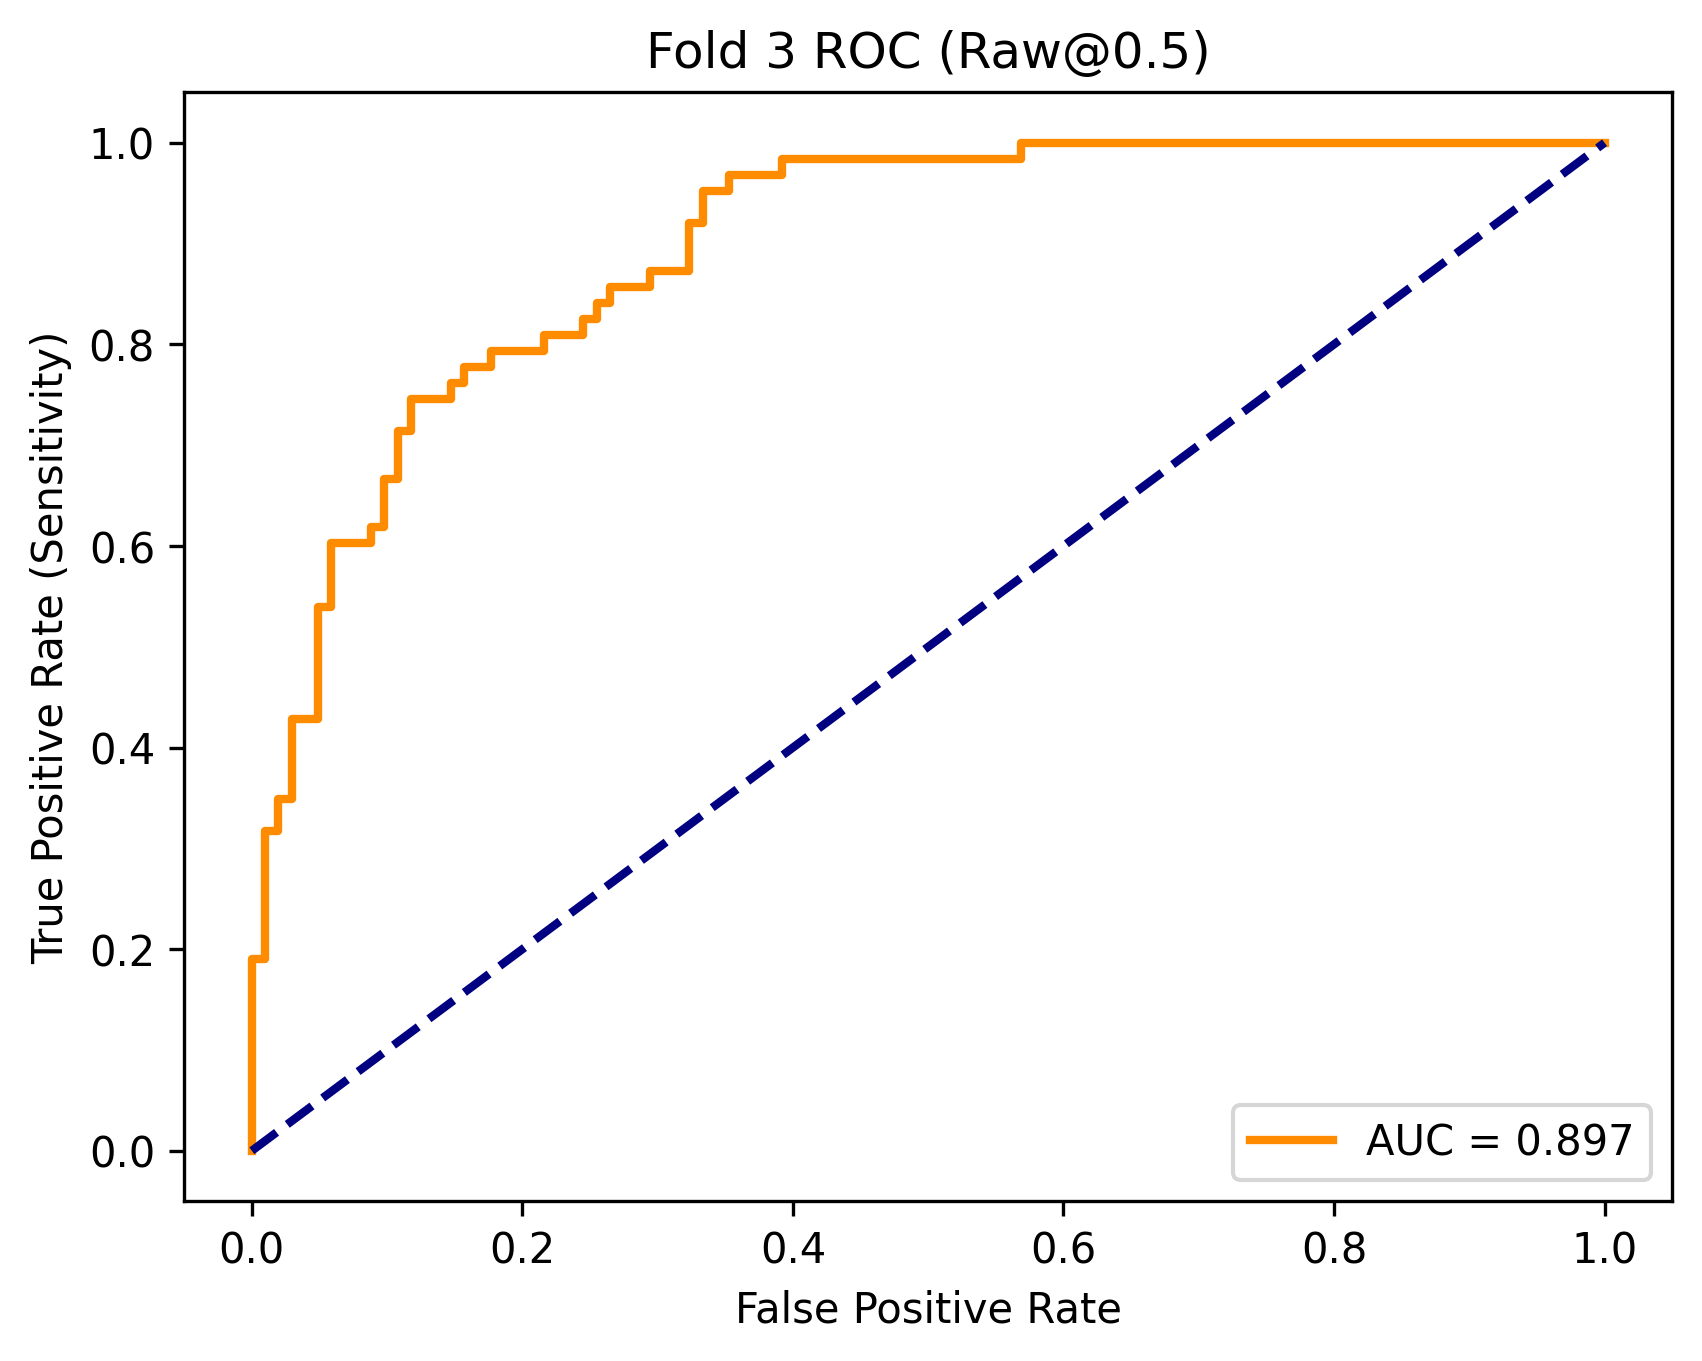 Fold 3 ROC (Raw@0.5)
True Positive Rate (Sensitivity)
1.0
0.8
0.6
0.4
0.2
0.0
AUC = 0.897
0.0 0.2 0.4 0.6 0.8 1.0
False Positive Rate